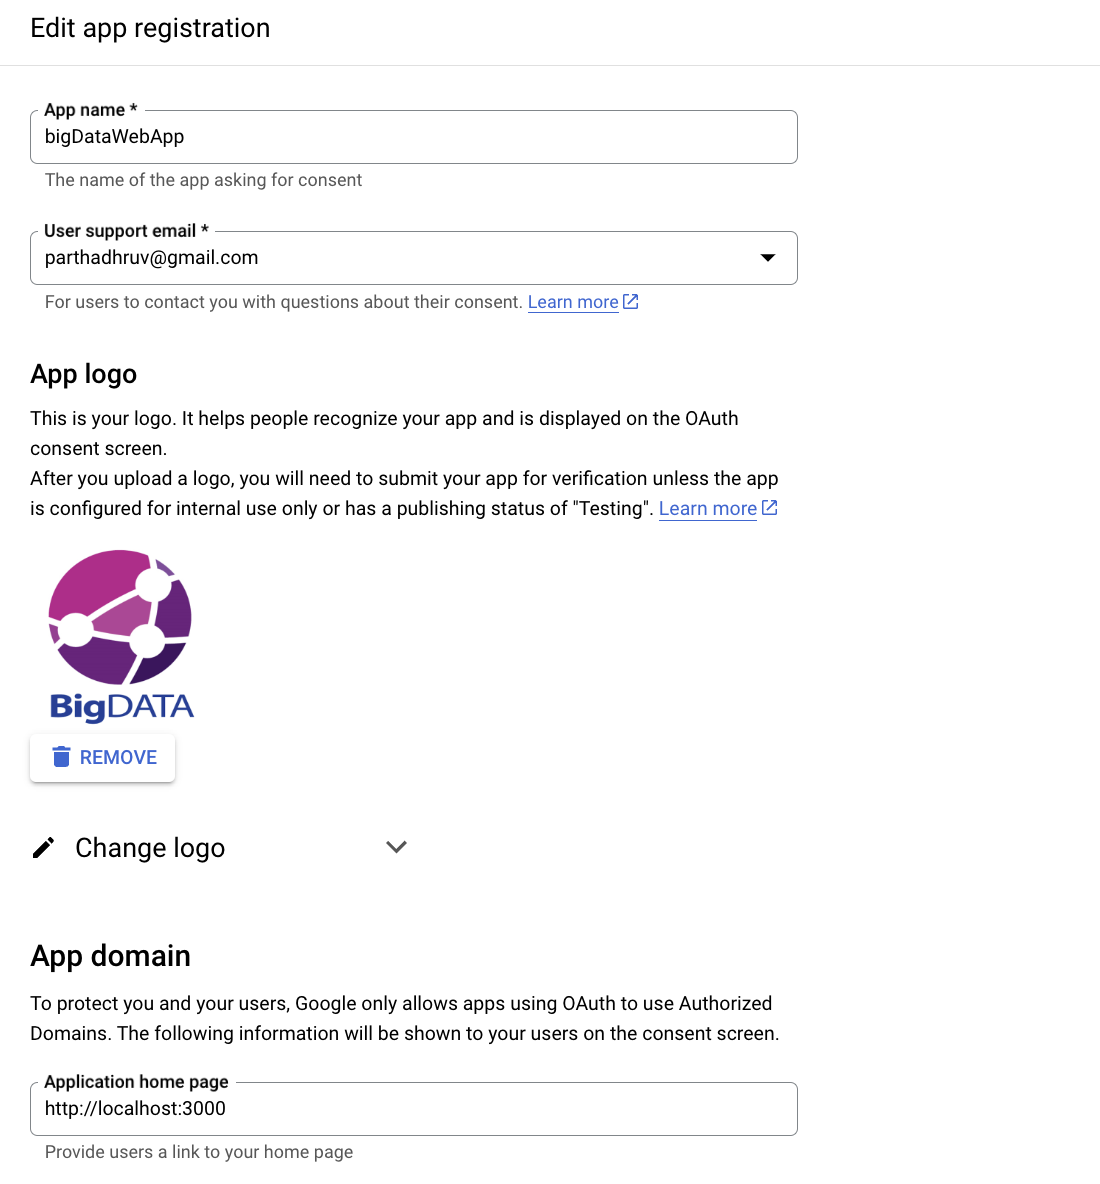 Edit app registration
App name *
bigDataWebApp
The name of the app asking for consent
User support email *
parthadhruv@gmail.com
For users to contact you with questions about their consent. Learn more
App logo
This is your logo. It helps people recognize your app and is displayed on the OAuth
consent screen.
After you upload a logo, you will need to submit your app for verification unless the app
is configured for internal use only or has a publishing status of "Testing". Learn more
BigDATA
REMOVE
Change logo
App domain
To protect you and your users, Google only allows apps using OAuth to use Authorized
Domains. The following information will be shown to your users on the consent screen.
Application home page
http://localhost:3000
Provide users a link to your home page